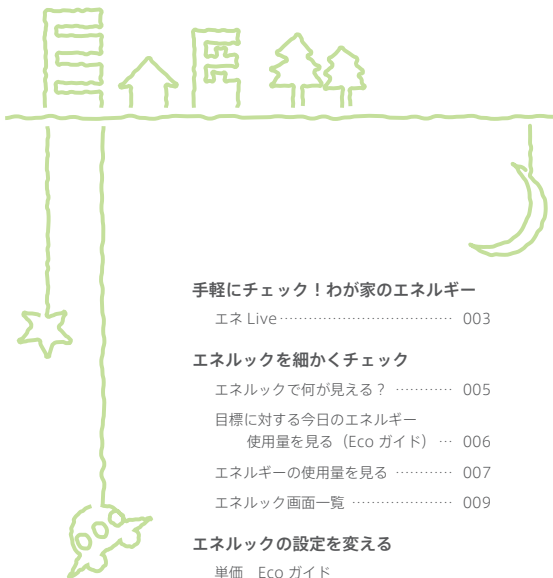 手軽にチェック！わが家のエネルギー
エネ Live………………………………… 003
エネルックを細かくチェック
エネルックで何が見える？ ………… 005
目標に対する今日のエネルギー
使用量を見る（Eco ガイド） … 006
エネルギーの使用量を見る ………… 007
エネルック画面一覧 ………………… 009
エネルックの設定を変える
単価　Eco ガイド